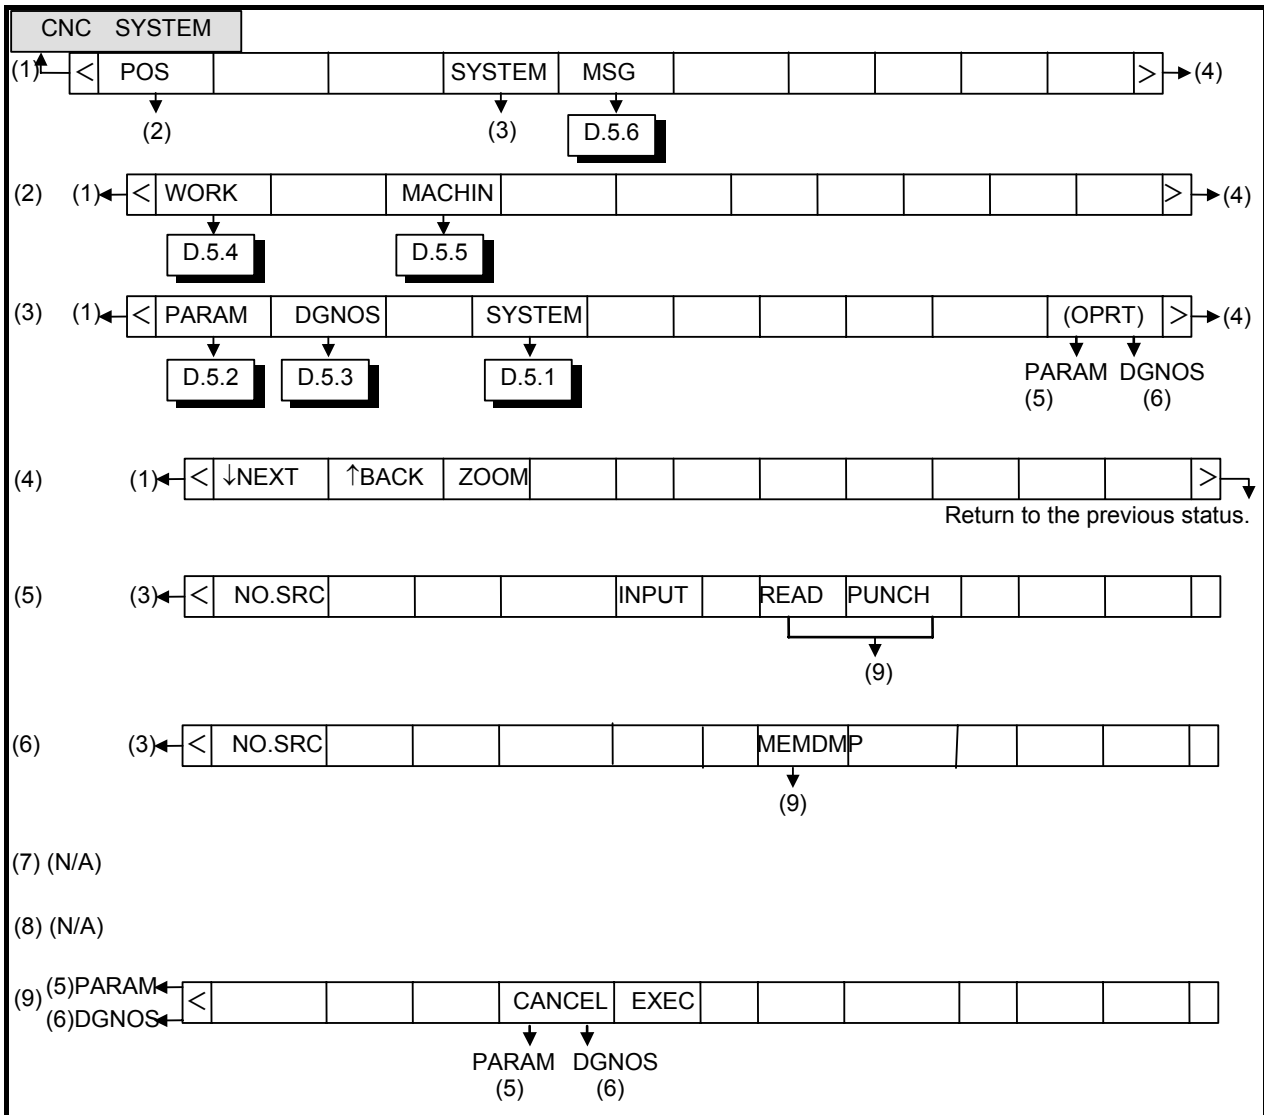 CNC SYSTEM
(1) < POS SYSTEM MSG > (4)
(2) (3) D.5.6
(2) (1) < WORK MACHIN > (4)
D.5.4 D.5.5
(3) (1) < PARAM DGNOS SYSTEM (OPRT) > (4)
D.5.2 D.5.3 D.5.1 PARAM DGNOS
(5) (6)
(4) (1) < ↓NEXT ↑BACK ZOOM >
Return to the previous status.
(5) (3) < NO.SRC INPUT READ PUNCH
(9)
(6) (3) < NO.SRC MEMDMP
(9)
(7) (N/A)
(8) (N/A)
(9) (5)PARAM < CANCEL EXEC
(6)DGNOS
PARAM DGNOS
(5) (6)